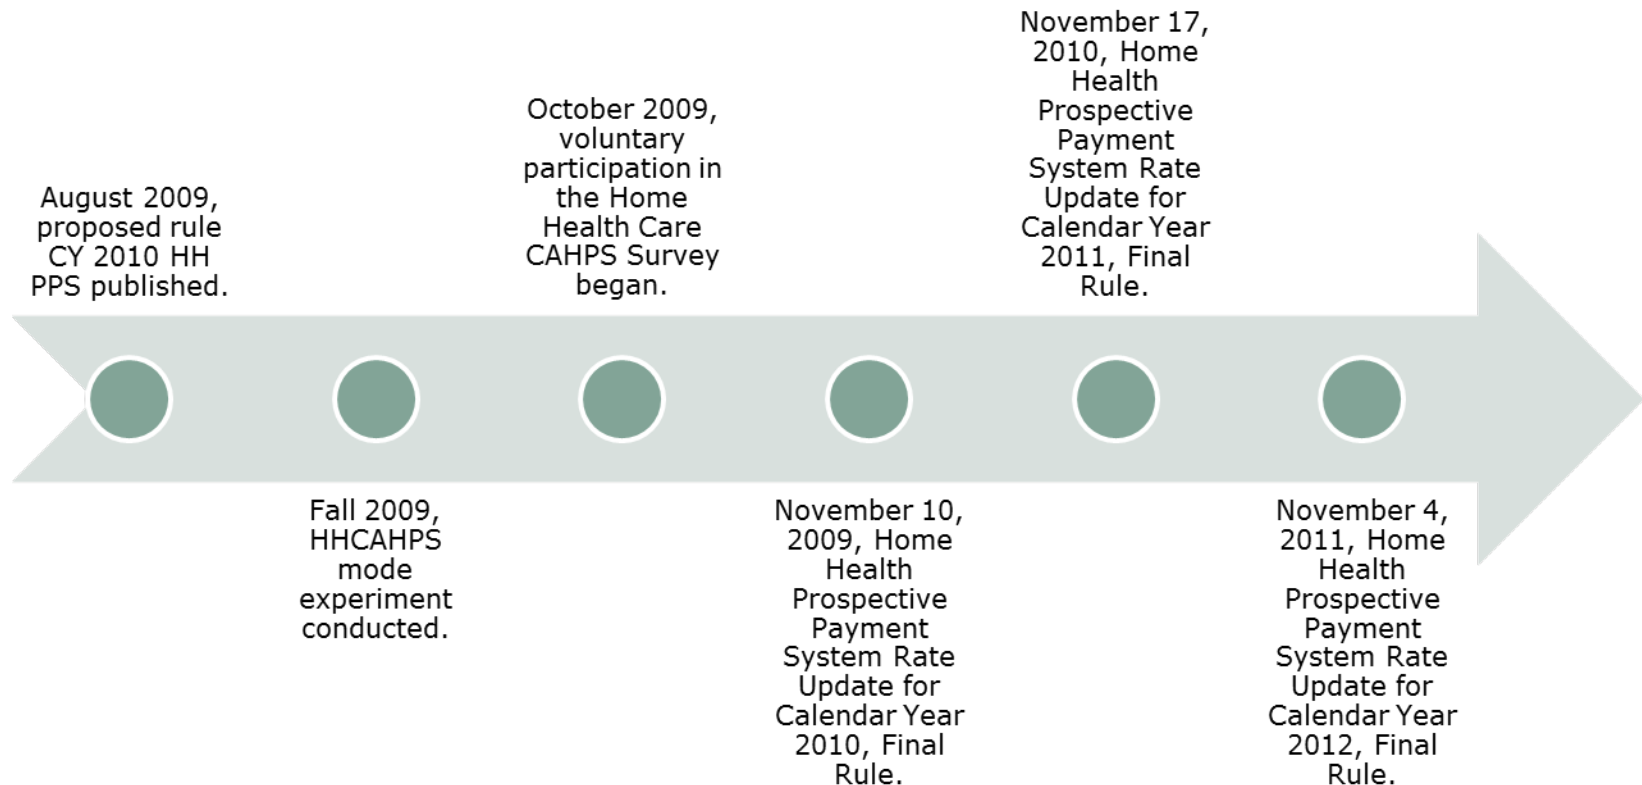 August 2009,
proposed rule
CY 2010 HH
PPS published.
Fall 2009,
HHCAHPS
mode
experiment
conducted.
October 2009,
voluntary
participation in
the Home
Health Care
CAHPS Survey
began.
November 10,
2009, Home
Health
Prospective
Payment
System Rate
Update for
Calendar Year
2010, Final
Rule.
November 17,
2010, Home
Health
Prospective
Payment
System Rate
Update for
Calendar Year
2011, Final
Rule.
November 4,
2011, Home
Health
Prospective
Payment
System Rate
Update for
Calendar Year
2012, Final
Rule.